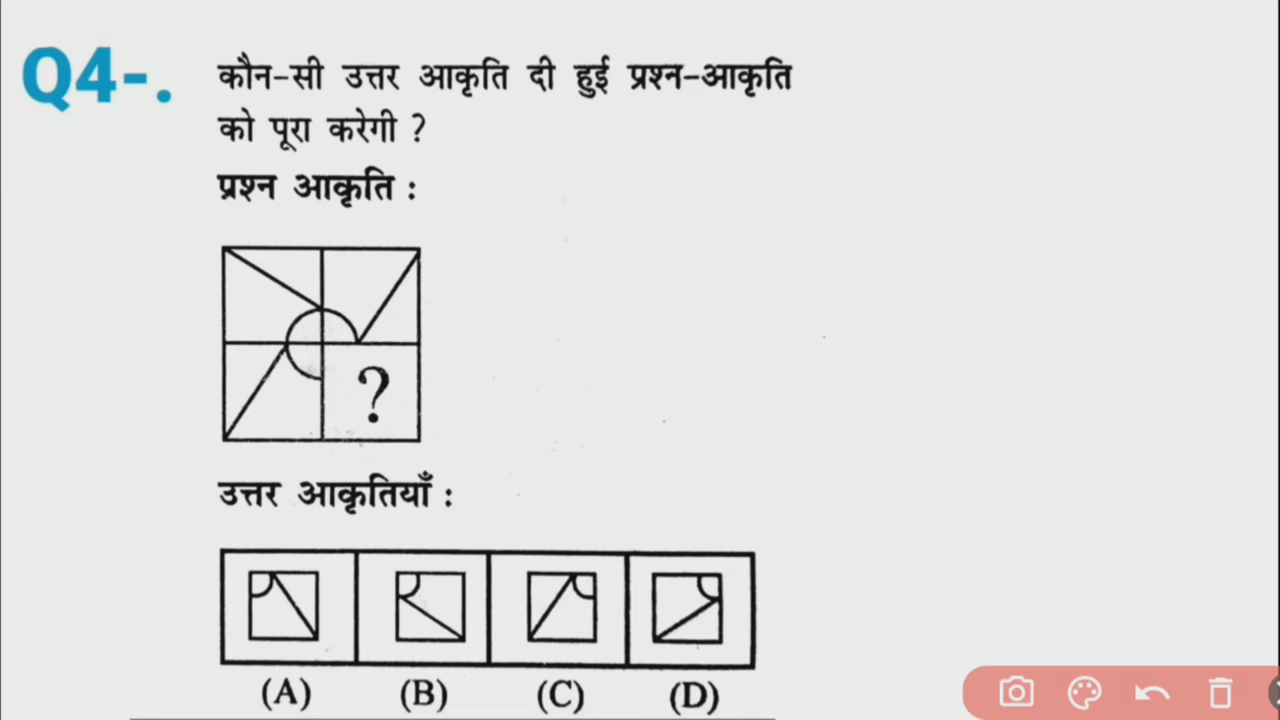 Q4-.
कौन-सी उत्तर आकृति दी हुई प्रश्न-आकृति
को पूरा करेगी ?
प्रश्न आकृति :
?
उत्तर आकृतियाँ :
(A) (B) (C) (D)